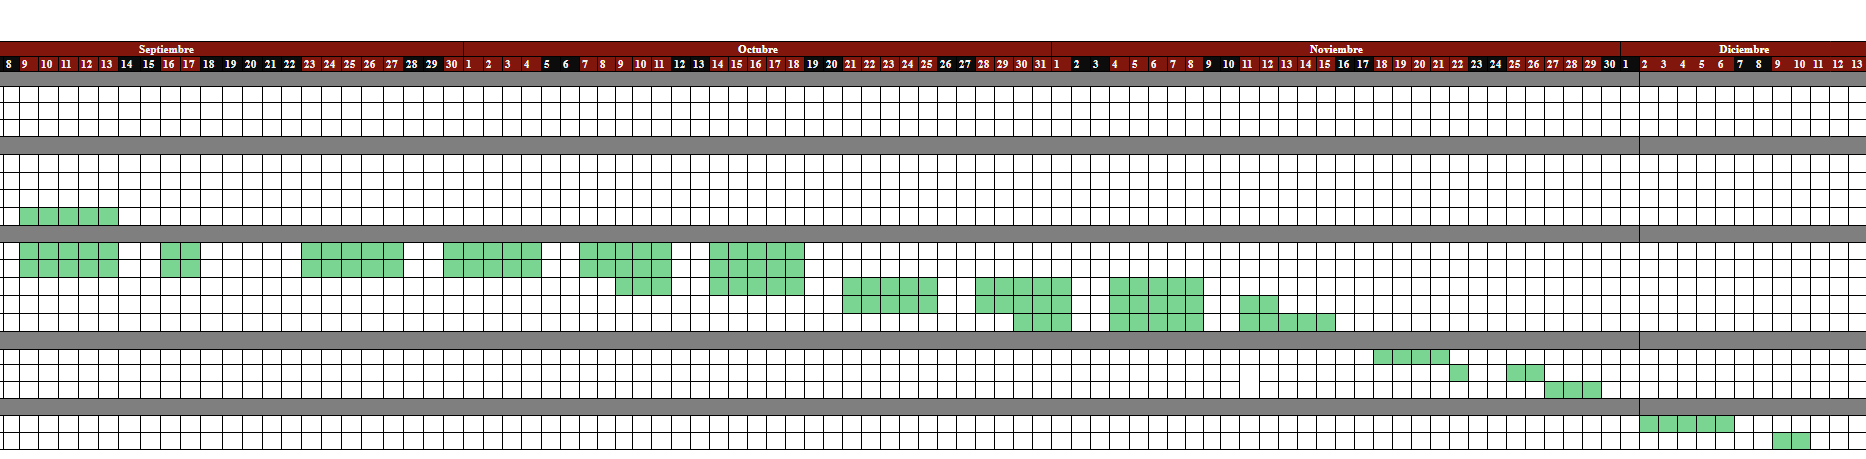 Septiembre Octubre Noviembre Diciembre
8 9 10 11 12 13 14 15 16 17 18 19 20 21 22 23 24 25 26 27 28 29 30 1 2 3 4 5 6 7 8 9 10 11 12 13 14 15 16 17 18 19 20 21 22 23 24 25 26 27 28 29 30 31 1 2 3 4 5 6 7 8 9 10 11 12 13 14 15 16 17 18 19 20 21 22 23 24 25 26 27 28 29 30 1 2 3 4 5 6 7 8 9 10 11 12 13